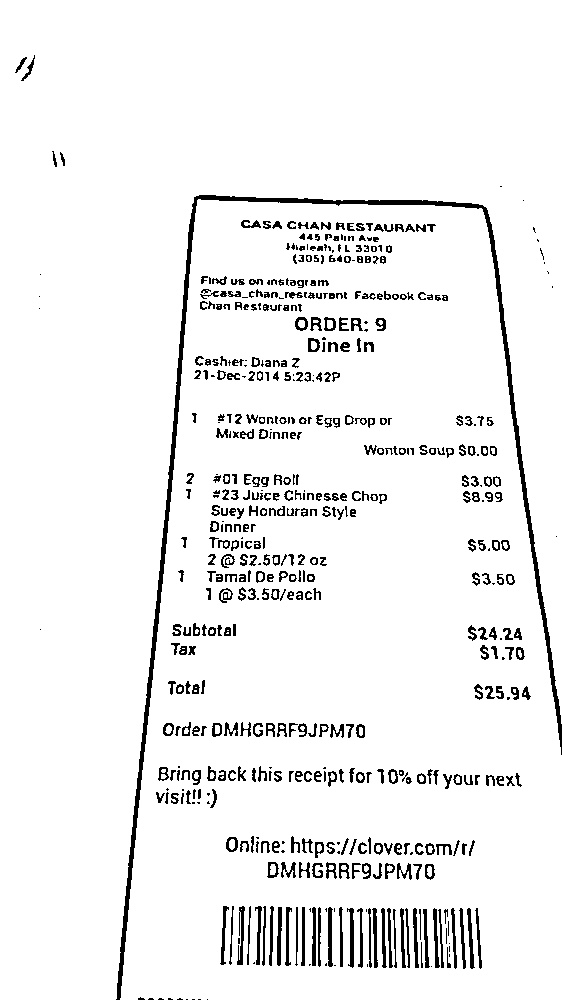 CASA CHAN RESTAURANT
445 Palm Ave
Hialeah, FL 33010
(305) 640-8828
Find us on instagram
@casa_chan_restaurant Facebook Casa
Chan Restaurant
ORDER: 9
Dine In
Cashier: Diana Z
21-Dec-2014 5:23:42P
1 #12 Wonton or Egg Drop or $3.75
Mixed Dinner
Wonton Soup $0.00
2 #01 Egg Roll $3.00
1 #23 Juice Chinesse Chop $8.99
Suey Honduran Style
Dinner
1 Tropical $5.00
2 @ $2.50/12 oz
1 Tamal De Pollo $3.50
1 @ $3.50/each
Subtotal $24.24
Tax $1.70
Total $25.94
Order DMHGRRF9JPM70
Bring back this receipt for 10% off your next
visit!! :)
Online: https://clover.com/r/
DMHGRRF9JPM70